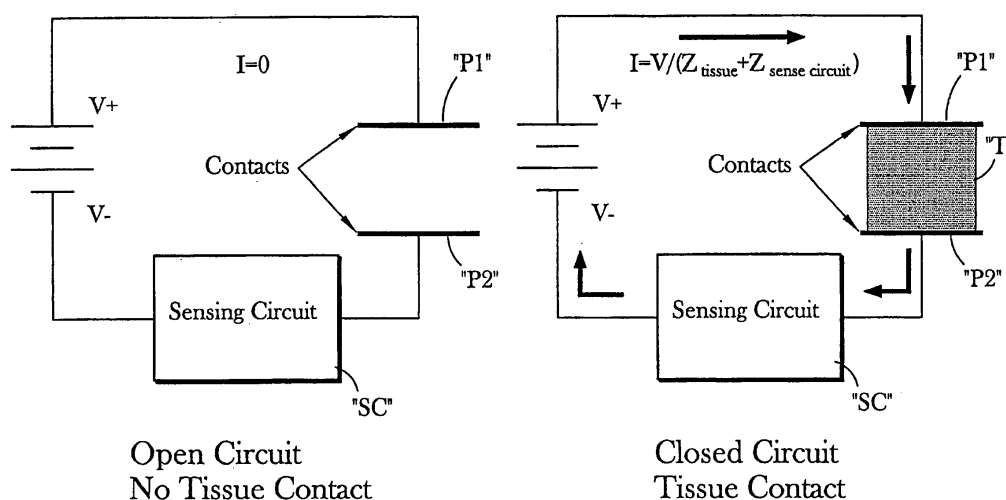 I=0
"P1"
V+
Contacts
V-
"P2"
Sensing Circuit
"SC"
Open Circuit
No Tissue Contact
I=V/(Z tissue+Z sense circuit)
"P1"
V+
"T
Contacts
V-
"P2"
Sensing Circuit
"SC"
Closed Circuit
Tissue Contact